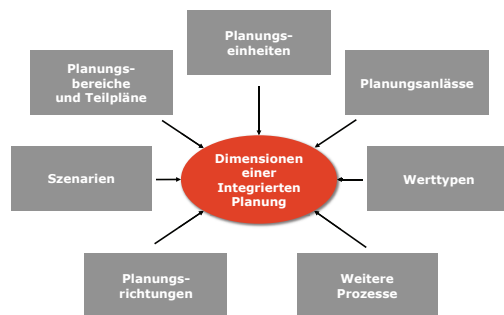 Planungs-
einheiten
Planungs-
bereiche
und Teilpläne
Planungsanlässe
Dimensionen
einer
Integrierten
Planung
Szenarien
Werttypen
Planungs-
richtungen
Weitere
Prozesse